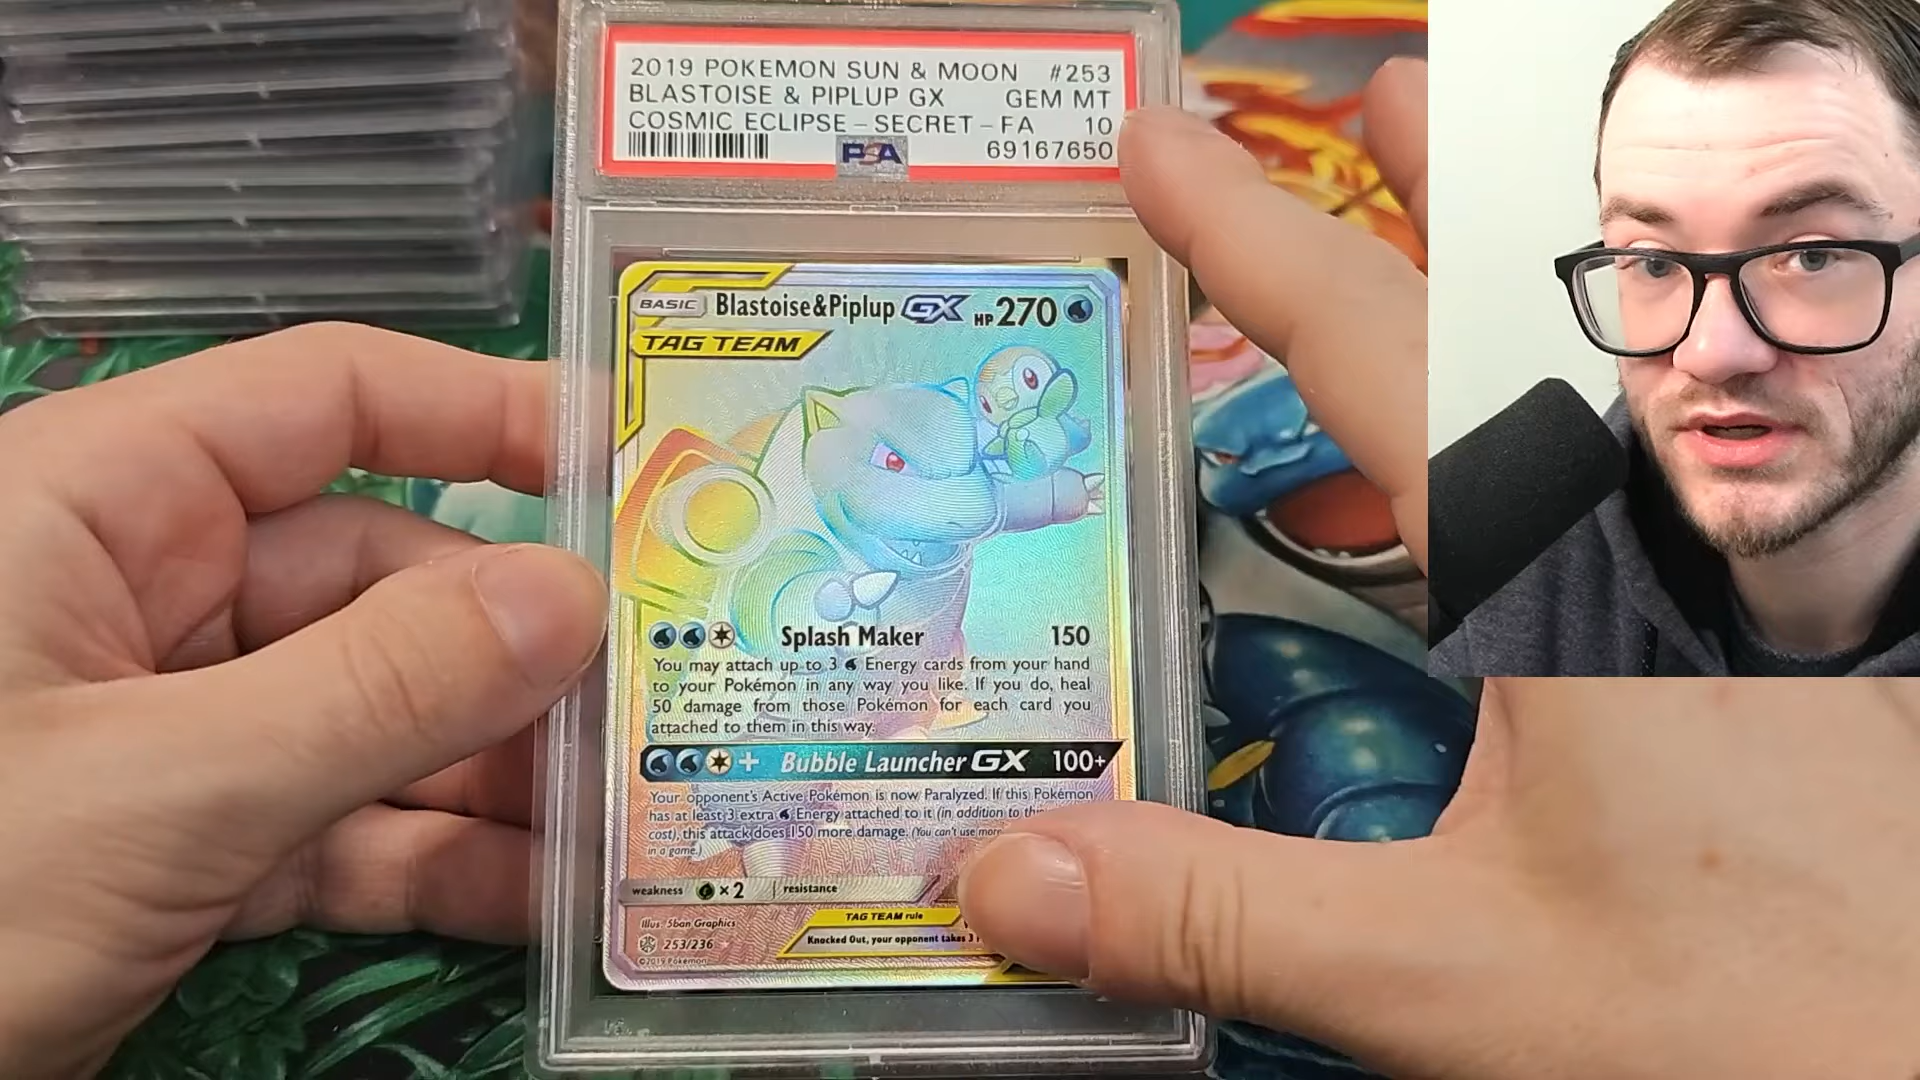 2019 POKEMON SUN & MOON #253
BLASTOISE & PIPLUP GX GEM MT
COSMIC ECLIPSE - SECRET - FA 10
PSA 69167650
BASIC Blastoise&Piplup GX HP 270
TAG TEAM
Splash Maker 150
You may attach up to 3 Energy cards from your hand
to your Pokémon in any way you like. If you do, heal
50 damage from those Pokémon for each card you
attached to them in this way.
+ Bubble Launcher GX 100+
Your opponent's Active Pokémon is now Paralyzed. If this Pokémon
has at least 3 extra Energy attached to it (in addition to
cost), this attack does 150 more damage. (You can't use more
in a game.)
weakness ×2 resistance
Illus. 5ban Graphics
TAG TEAM rule
253/236
Knocked Out, your opponent takes 3
©2019 Pokémon